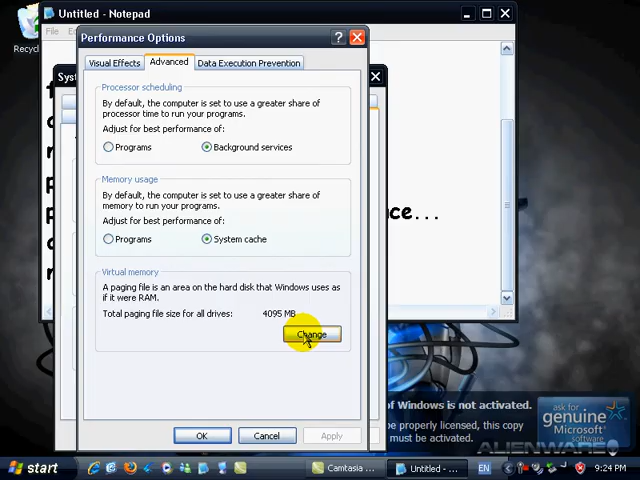 Untitled - Notepad
Performance Options
Recycl
File
Sys
Visual Effects
Advanced
Data Execution Prevention
Processor scheduling
By default, the computer is set to use a greater share of
processor time to run your programs.
Adjust for best performance of:
Programs
Background services
Memory usage
By default, the computer is set to use a greater share of
memory to run your programs.
ce...
Adjust for best performance of:
Programs
System cache
Virtual memory
A paging file is an area on the hard disk that Windows uses as
if it were RAM.
Total paging file size for all drives:
4095 MB
Change
of Windows is not activated.
be properly licensed, this copy
must be activated.
ask for
genuine
Microsoft
software.
OK
Cancel
Apply
ALIENWARE
start
Camtasia ...
Untitled - ...
EN
9:24 PM